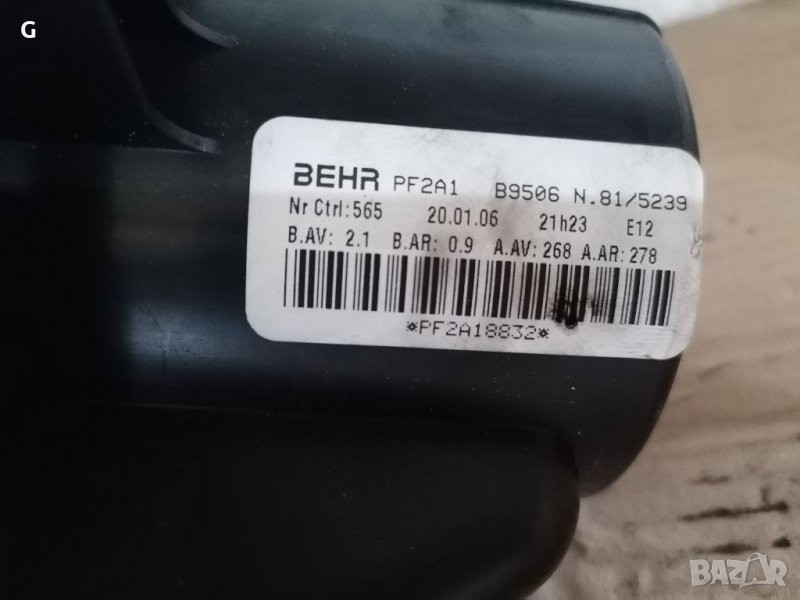 G
BEHR PF2A1 B9506 N.81/5239
Nr Ctrl:565 20.01.06 21h23 E12
B.AV: 2.1 B.AR: 0.9 A.AV: 268 A.AR: 278
*PF2A18832*
BAZAR